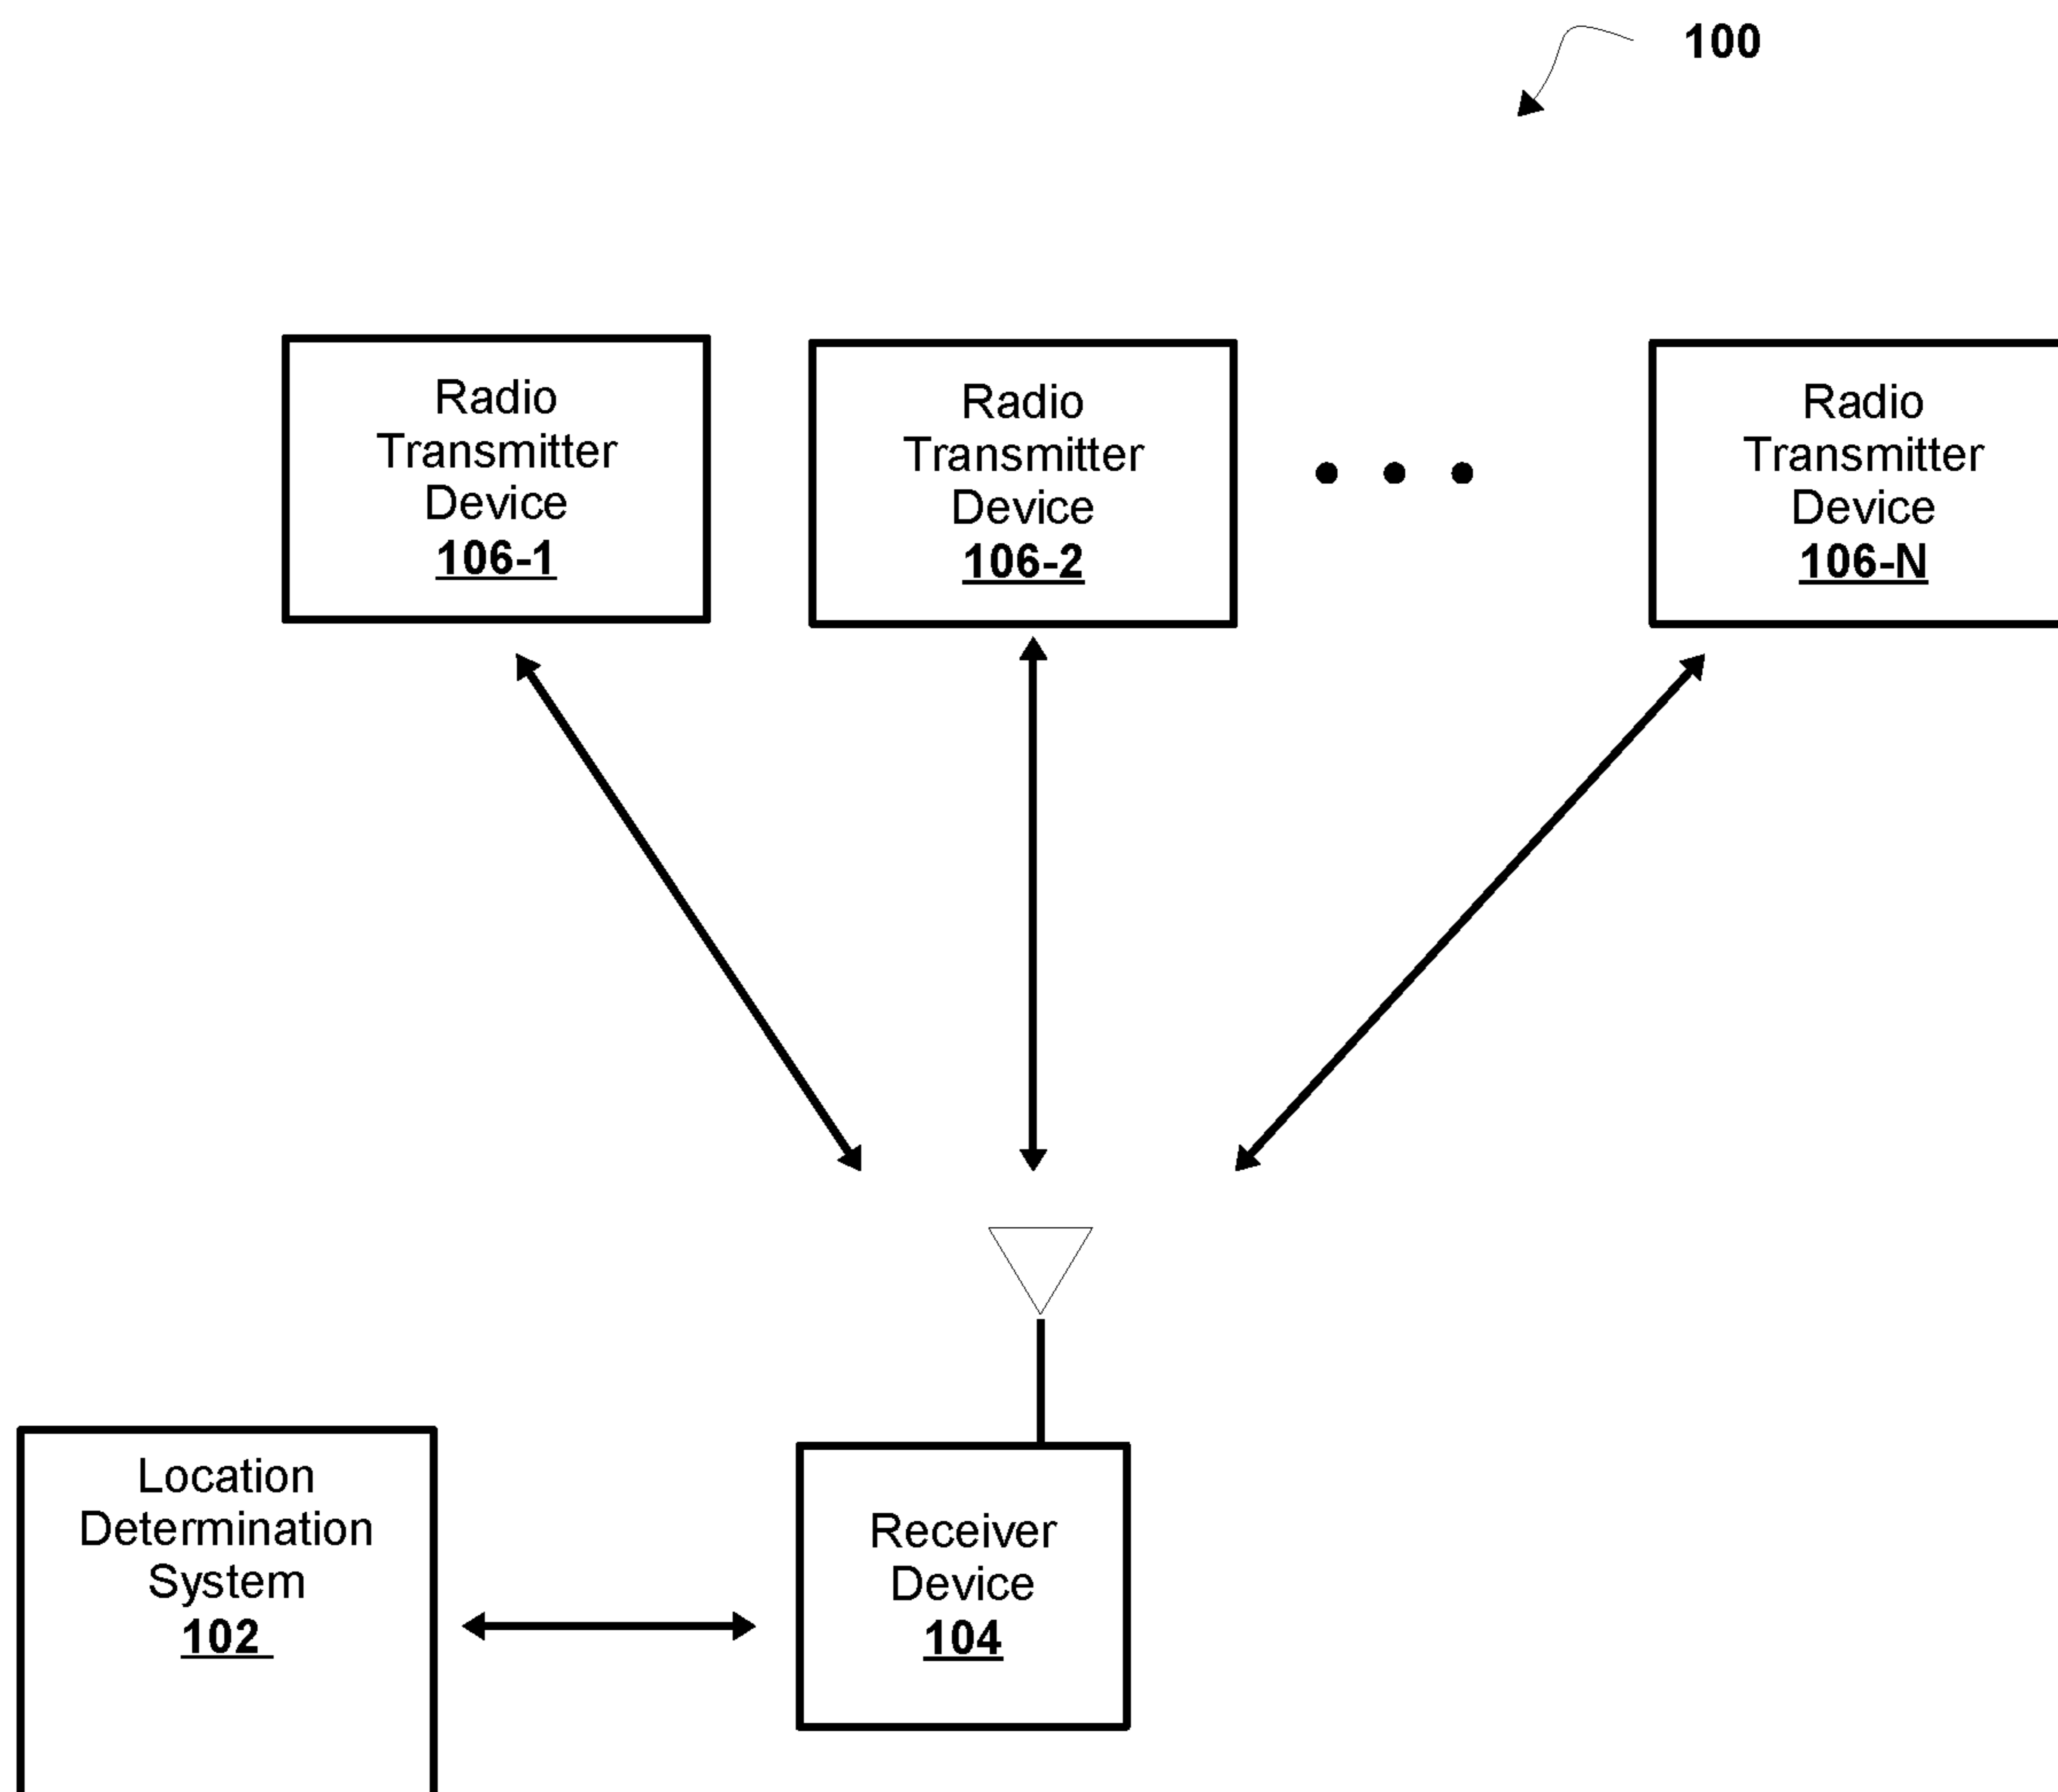 100
Radio
Transmitter
Device
106-1
Radio
Transmitter
Device
106-2
Radio
Transmitter
Device
106-N
Location
Determination
System
102
Receiver
Device
104